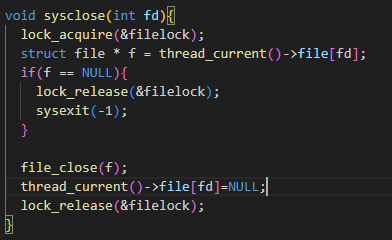 void sysclose(int fd){
  lock_acquire(&filelock);
  struct file * f = thread_current()->file[fd];
  if(f == NULL){
    lock_release(&filelock);
    sysexit(-1);
  }

  file_close(f);
  thread_current()->file[fd]=NULL;
  lock_release(&filelock);
}